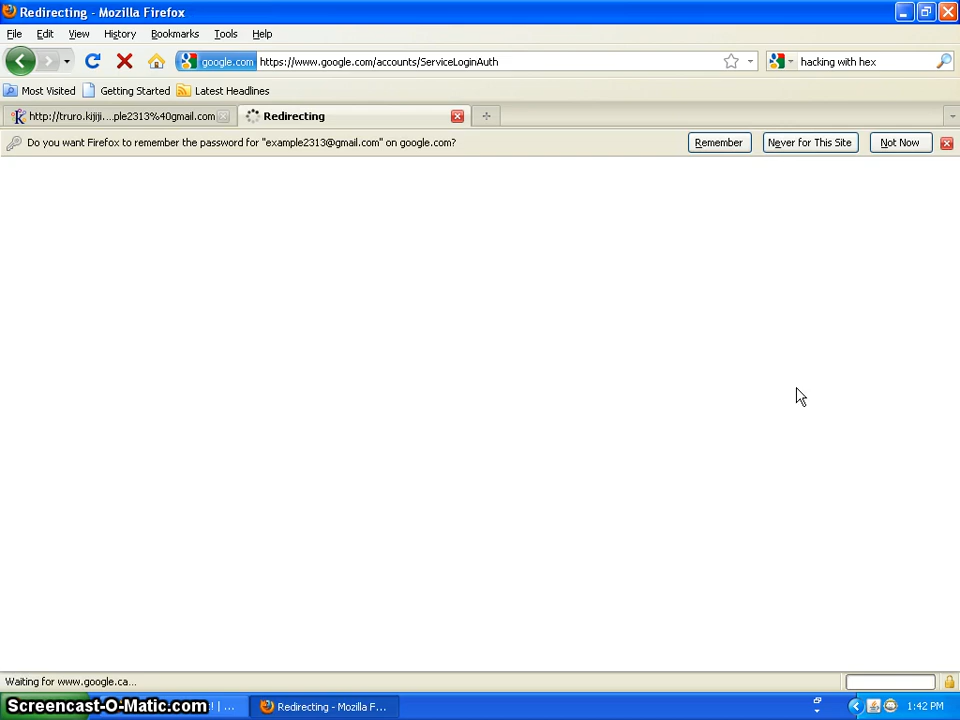 Redirecting - Mozilla Firefox
File Edit View History Bookmarks Tools Help
google.com https://www.google.com/accounts/ServiceLoginAuth hacking with hex
Most Visited Getting Started Latest Headlines
http://truro.kijiji....ple2313%40gmail.com Redirecting
Do you want Firefox to remember the password for "example2313@gmail.com" on google.com? Remember Never for This Site Not Now
Waiting for www.google.ca...
Screencast-O-Matic.com ! | ... Redirecting - Mozilla F... 1:42 PM